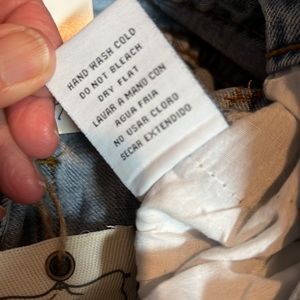 HAND WASH COLD
DO NOT BLEACH
DRY FLAT
LAVAR A MANO CON
AGUA FRIA
NO USAR CLORO
SECAR EXTENDIDO